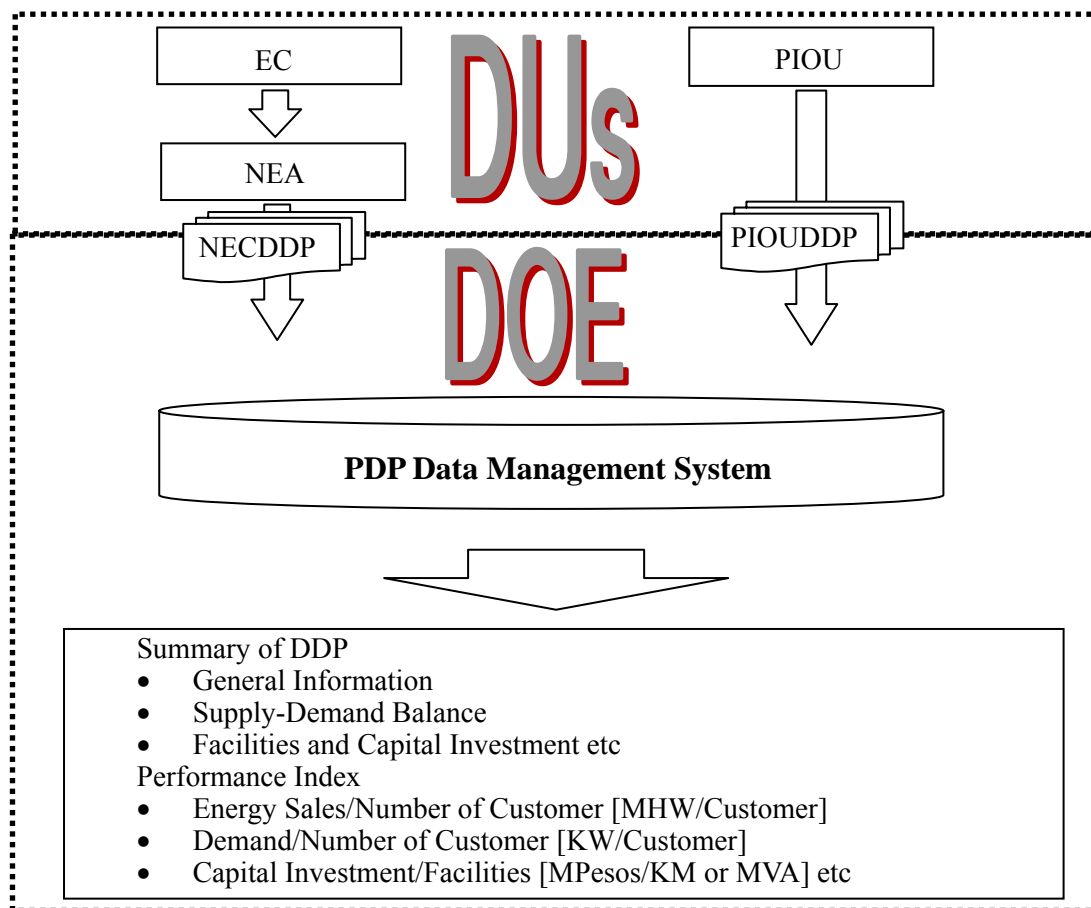 EC
DUs
PIOU
NEA
NECDDP
PIOUDDP
DOE
PDP Data Management System
Summary of DDP
• General Information
• Supply-Demand Balance
• Facilities and Capital Investment etc
Performance Index
• Energy Sales/Number of Customer [MHW/Customer]
• Demand/Number of Customer [KW/Customer]
• Capital Investment/Facilities [MPesos/KM or MVA] etc